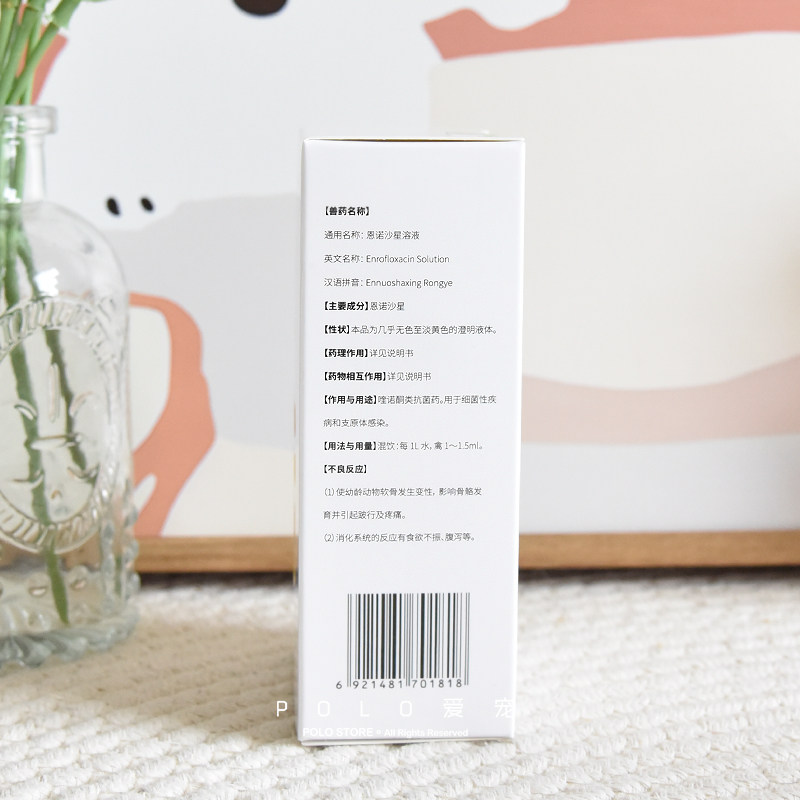 【兽药名称】
通用名称：恩诺沙星溶液
英文名称：Enrofloxacin Solution
汉语拼音：Ennuoshaxing Rongye
【主要成分】恩诺沙星
【性状】本品为几乎无色至淡黄色的澄明液体。
【药理作用】详见说明书
【药物相互作用】详见说明书
【作用与用途】喹诺酮类抗菌药。用于细菌性疾
病和支原体感染。
【用法与用量】混饮：每 1L 水，禽 1～1.5ml。
【不良反应】
（1）使幼龄动物软骨发生变性，影响骨骼发
育并引起跛行及疼痛。
（2）消化系统的反应有食欲不振、腹泻等。
6 921481 701818
POLO爱宠
POLO STORE ® All Rights Reserved